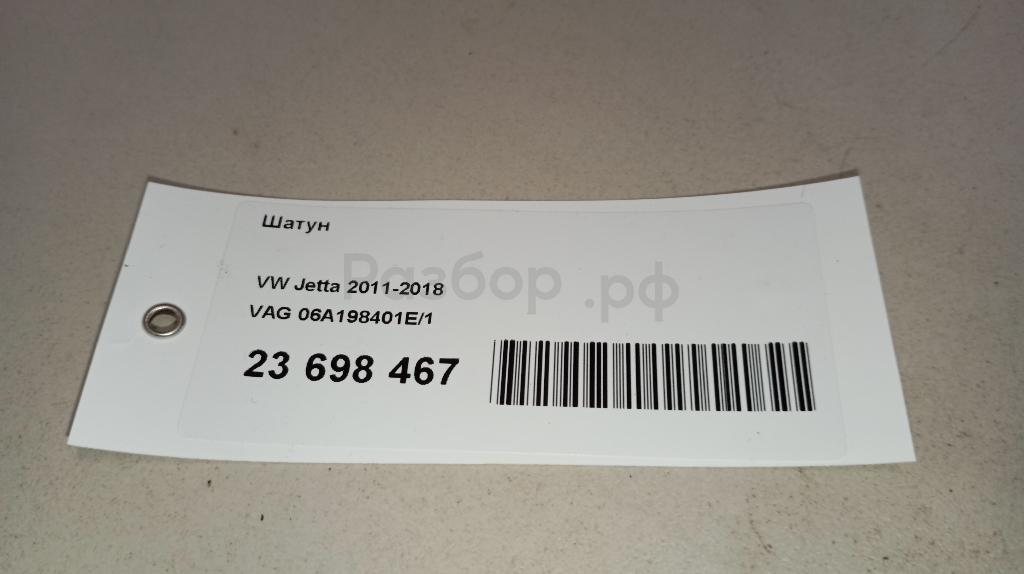 Шатун
Разбор.рф
VW Jetta 2011-2018
VAG 06A198401E/1
23 698 467